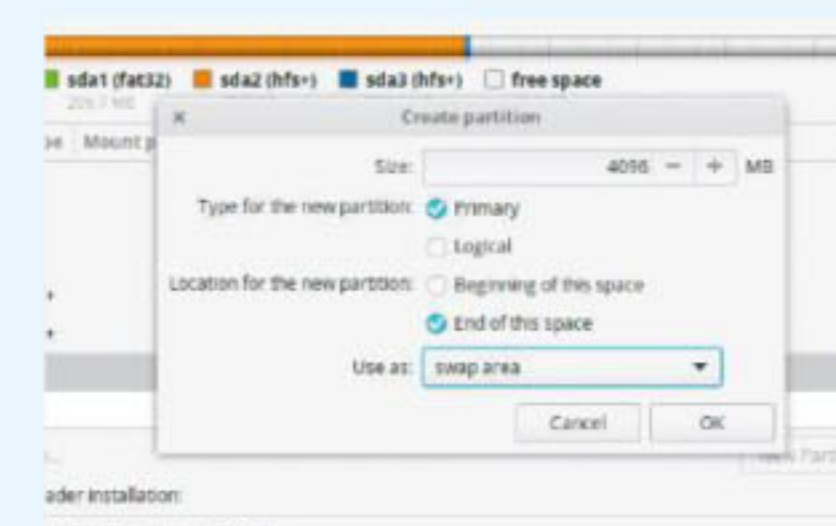 sda1 (fat32) sda2 (hfs+) sda3 (hfs+) free space
Create partition
Mount p
Size: 4096 − + MB
Type for the new partition: Primary
Logical
Location for the new partition: Beginning of this space
+
End of this space
+
Use as: swap area
Cancel OK
ader installation: